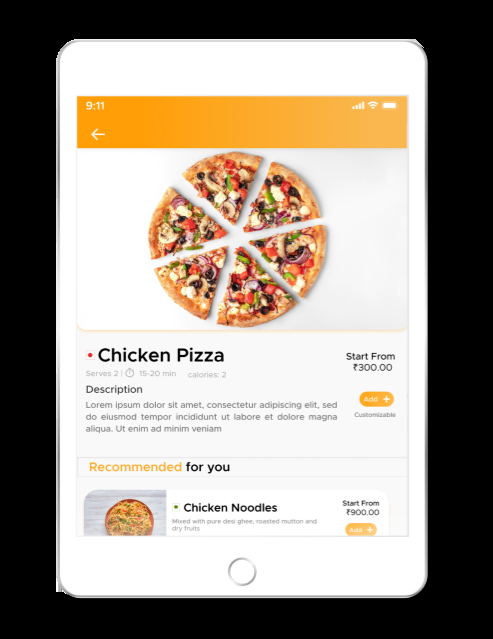 9:11
Chicken Pizza
Start From
₹300.00
Serves 2 | 15-20 min calories: 2
Description
Lorem ipsum dolor sit amet, consectetur adipiscing elit, sed
do eiusmod tempor incididunt ut labore et dolore magna
aliqua. Ut enim ad minim veniam
Add +
Customizable
Recommended for you
Chicken Noodles
Mixed with pure desi ghee, roasted mutton and
dry fruits
Start From
₹900.00
Add +